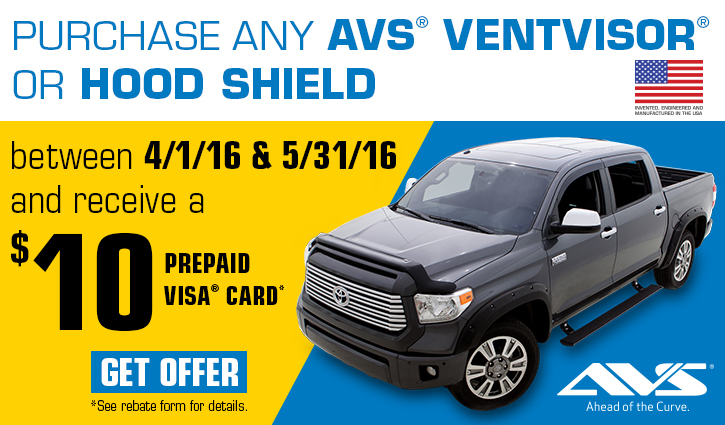 PURCHASE ANY AVS® VENTVISOR®
OR HOOD SHIELD
INVENTED, ENGINEERED AND
MANUFACTURED IN THE USA
between 4/1/16 & 5/31/16
and receive a
$10 PREPAID
VISA® CARD*
GET OFFER
*See rebate form for details.
AVS®
Ahead of the Curve.